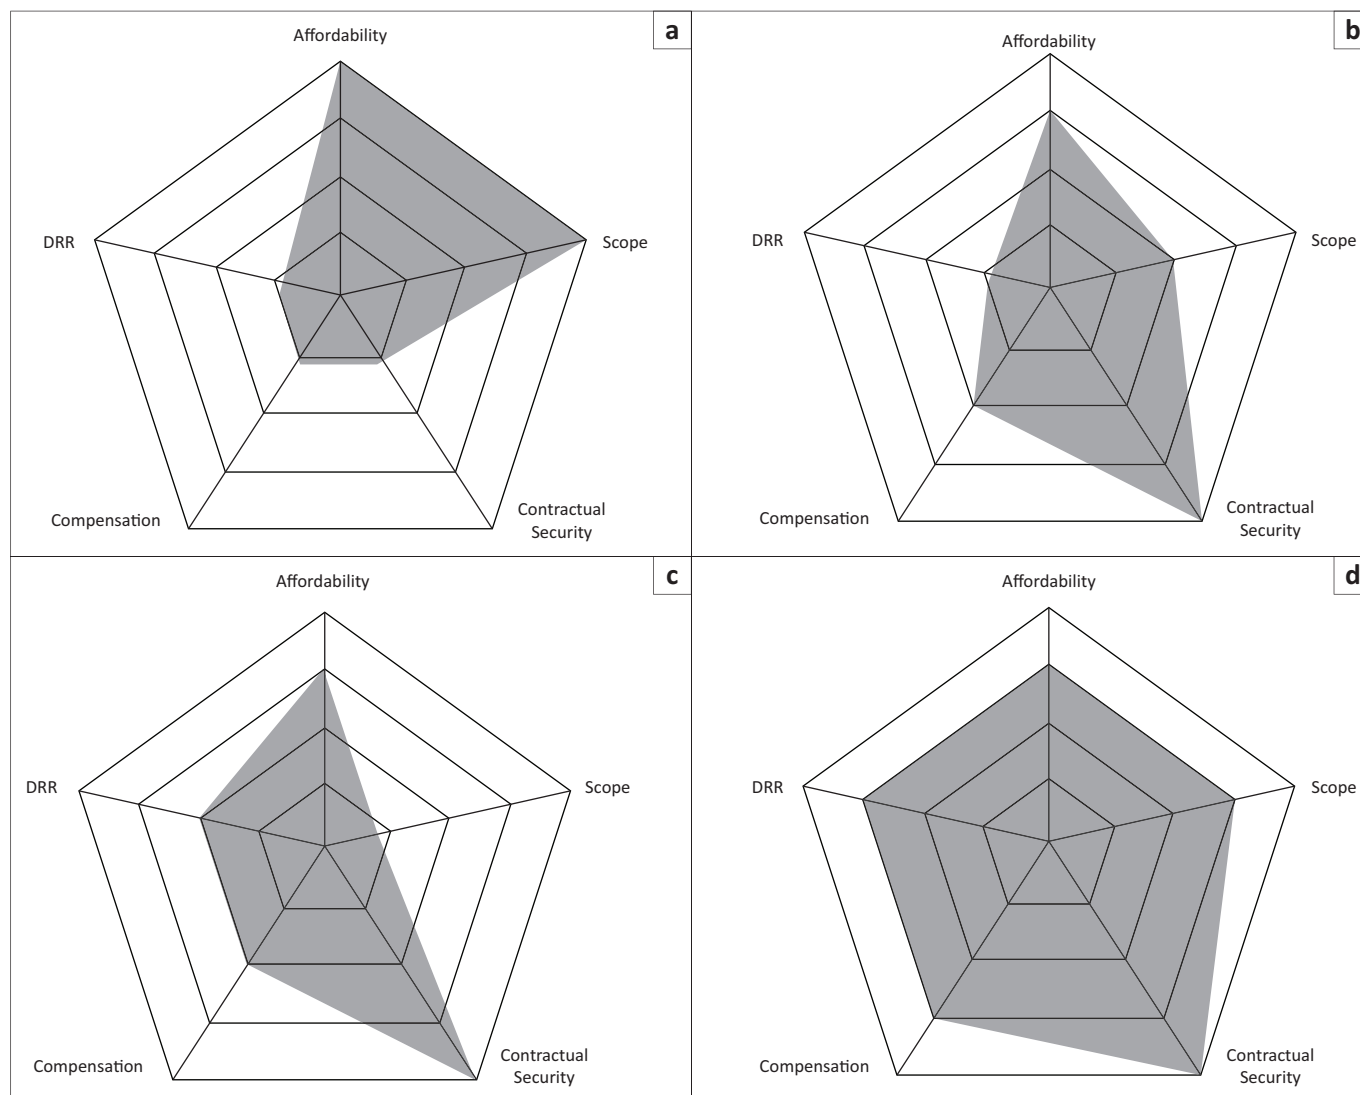 a
Affordability
DRR
Scope
Compensation
Contractual
Security
b
Affordability
DRR
Scope
Compensation
Contractual
Security
c
Affordability
DRR
Scope
Compensation
Contractual
Security
d
Affordability
DRR
Scope
Compensation
Contractual
Security